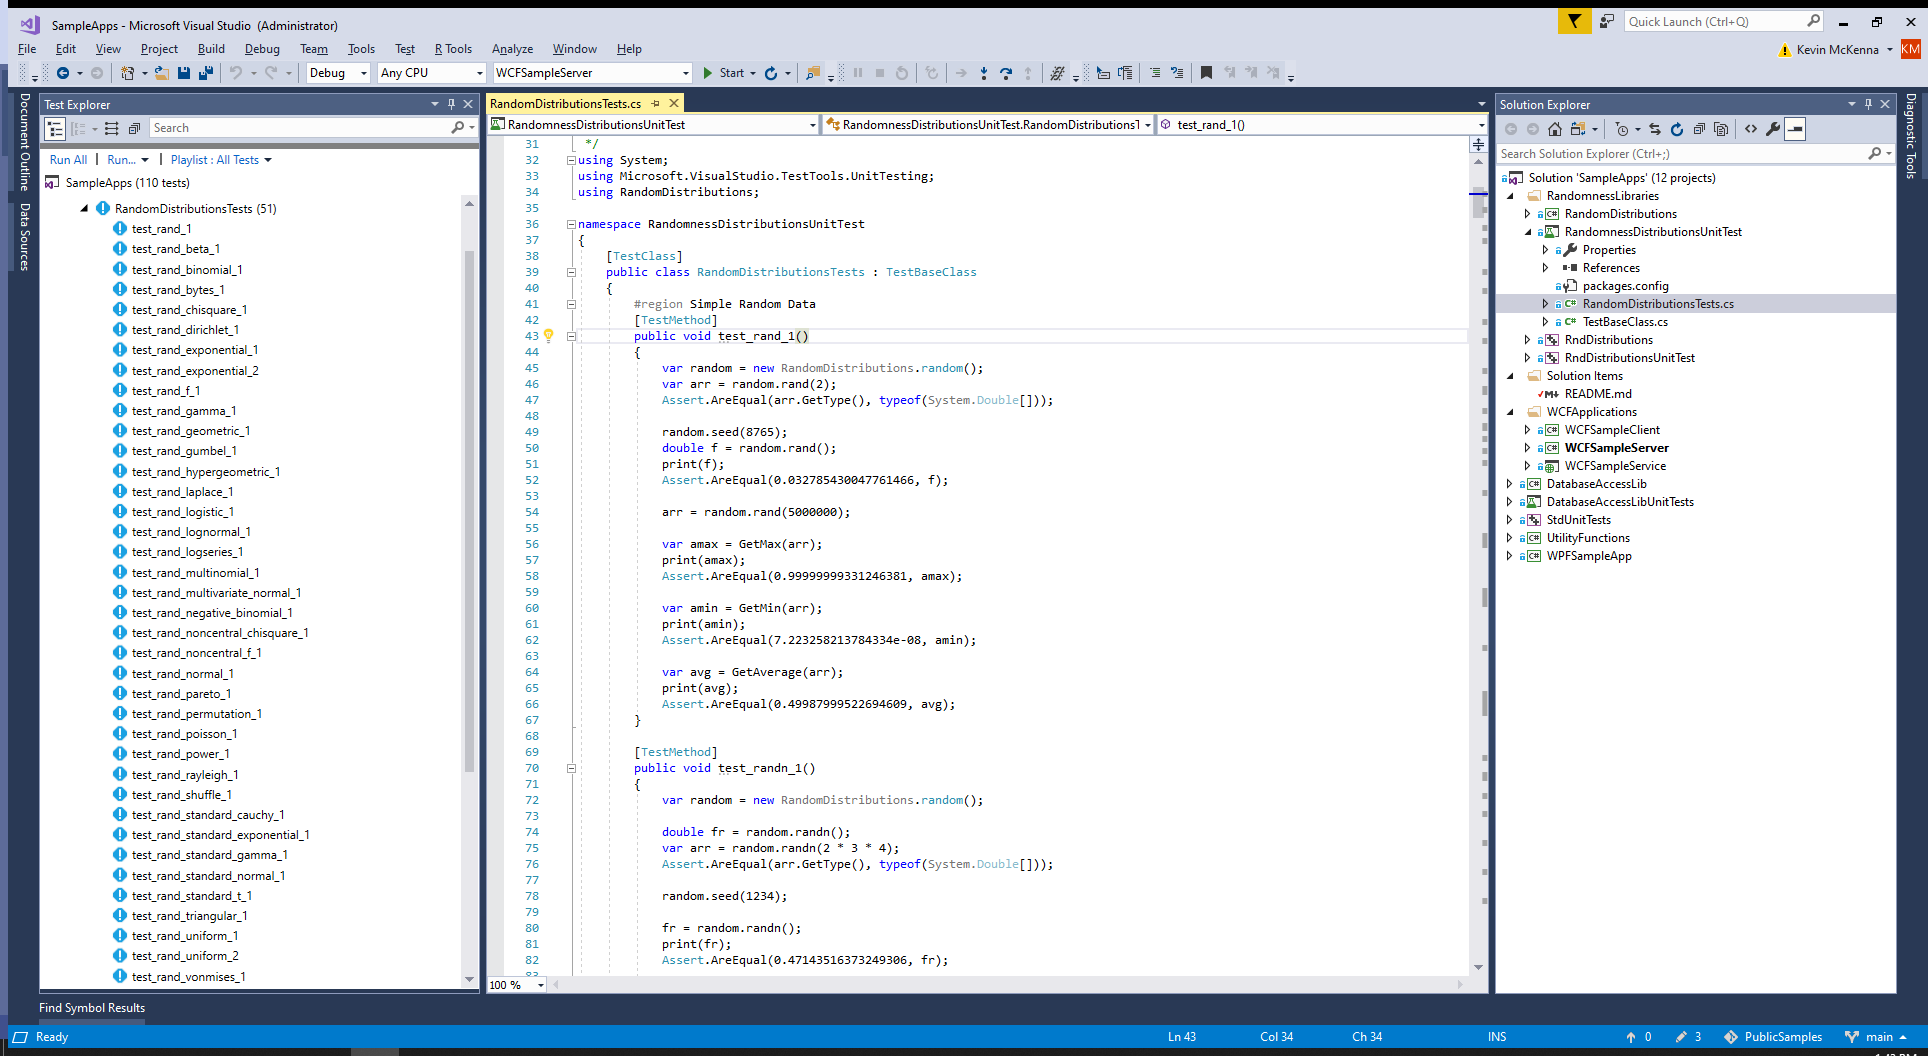 SampleApps - Microsoft Visual Studio (Administrator)
Quick Launch (Ctrl+Q)
File Edit View Project Build Debug Team Tools Test R Tools Analyze Window Help
Kevin McKenna KM
Debug Any CPU WCFSampleServer Start
Document Outline
Data Sources
Test Explorer
Search
Run All | Run... | Playlist : All Tests
SampleApps (110 tests)
RandomDistributionsTests (51)
test_rand_1
test_rand_beta_1
test_rand_binomial_1
test_rand_bytes_1
test_rand_chisquare_1
test_rand_dirichlet_1
test_rand_exponential_1
test_rand_exponential_2
test_rand_f_1
test_rand_gamma_1
test_rand_geometric_1
test_rand_gumbel_1
test_rand_hypergeometric_1
test_rand_laplace_1
test_rand_logistic_1
test_rand_lognormal_1
test_rand_logseries_1
test_rand_multinomial_1
test_rand_multivariate_normal_1
test_rand_negative_binomial_1
test_rand_noncentral_chisquare_1
test_rand_noncentral_f_1
test_rand_normal_1
test_rand_pareto_1
test_rand_permutation_1
test_rand_poisson_1
test_rand_power_1
test_rand_rayleigh_1
test_rand_shuffle_1
test_rand_standard_cauchy_1
test_rand_standard_exponential_1
test_rand_standard_gamma_1
test_rand_standard_normal_1
test_rand_standard_t_1
test_rand_triangular_1
test_rand_uniform_1
test_rand_uniform_2
test_rand_vonmises_1
RandomDistributionsTests.cs
RandomnessDistributionsUnitTest RandomnessDistributionsUnitTest.RandomDistributionsT test_rand_1()
31 */
32 using System;
33 using Microsoft.VisualStudio.TestTools.UnitTesting;
34 using RandomDistributions;
35
36 namespace RandomnessDistributionsUnitTest
37 {
38 [TestClass]
39 public class RandomDistributionsTests : TestBaseClass
40 {
41 #region Simple Random Data
42 [TestMethod]
43 public void test_rand_1()
44 {
45 var random = new RandomDistributions.random();
46 var arr = random.rand(2);
47 Assert.AreEqual(arr.GetType(), typeof(System.Double[]));
48
49 random.seed(8765);
50 double f = random.rand();
51 print(f);
52 Assert.AreEqual(0.032785430047761466, f);
53
54 arr = random.rand(5000000);
55
56 var amax = GetMax(arr);
57 print(amax);
58 Assert.AreEqual(0.99999999331246381, amax);
59
60 var amin = GetMin(arr);
61 print(amin);
62 Assert.AreEqual(7.223258213784334e-08, amin);
63
64 var avg = GetAverage(arr);
65 print(avg);
66 Assert.AreEqual(0.49987999522694609, avg);
67 }
68
69 [TestMethod]
70 public void test_randn_1()
71 {
72 var random = new RandomDistributions.random();
73
74 double fr = random.randn();
75 var arr = random.randn(2 * 3 * 4);
76 Assert.AreEqual(arr.GetType(), typeof(System.Double[]));
77
78 random.seed(1234);
79
80 fr = random.randn();
81 print(fr);
82 Assert.AreEqual(0.47143516373249306, fr);
100 %
Solution Explorer
Search Solution Explorer (Ctrl+;)
Solution 'SampleApps' (12 projects)
RandomnessLibraries
C# RandomDistributions
RandomnessDistributionsUnitTest
Properties
References
packages.config
C# RandomDistributionsTests.cs
C# TestBaseClass.cs
RndDistributions
RndDistributionsUnitTest
Solution Items
README.md
WCFApplications
C# WCFSampleClient
C# WCFSampleServer
WCFSampleService
C# DatabaseAccessLib
DatabaseAccessLibUnitTests
StdUnitTests
C# UtilityFunctions
C# WPFSampleApp
Diagnostic Tools
Find Symbol Results
Ready Ln 43 Col 34 Ch 34 INS 0 3 PublicSamples main